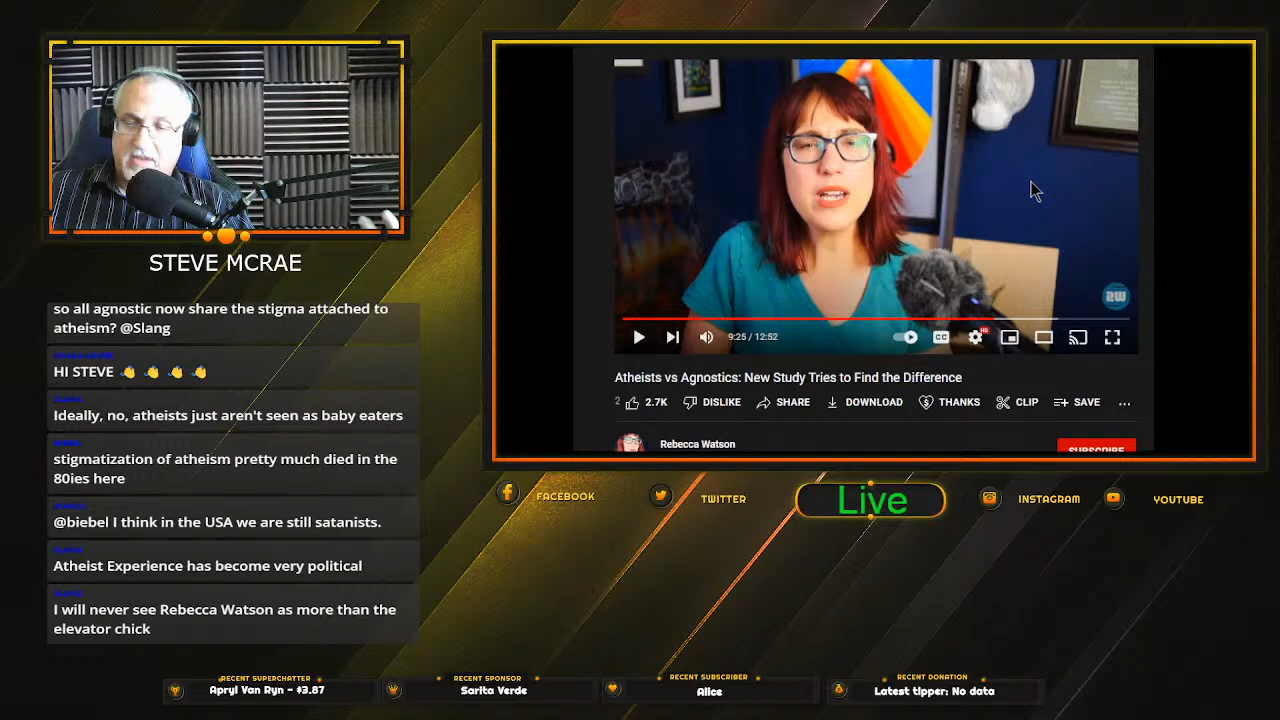 STEVE MCRAE
so all agnostic now share the stigma attached to
atheism? @Slang
HI STEVE 👏 👏 👏 👏
Ideally, no, atheists just aren't seen as baby eaters
stigmatization of atheism pretty much died in the
80ies here
@biebel I think in the USA we are still satanists.
Atheist Experience has become very political
I will never see Rebecca Watson as more than the
elevator chick
RW
9:25 / 12:52
CC
HD
Atheists vs Agnostics: New Study Tries to Find the Difference
2 2.7K DISLIKE SHARE DOWNLOAD THANKS CLIP SAVE ...
Rebecca Watson
SUBSCRIBE
FACEBOOK TWITTER Live INSTAGRAM YOUTUBE
RECENT SUPERCHATTER
Apryl Van Ryn - $3.87
RECENT SPONSOR
Sarita Verde
RECENT SUBSCRIBER
Alice
RECENT DONATION
Latest tipper: No data